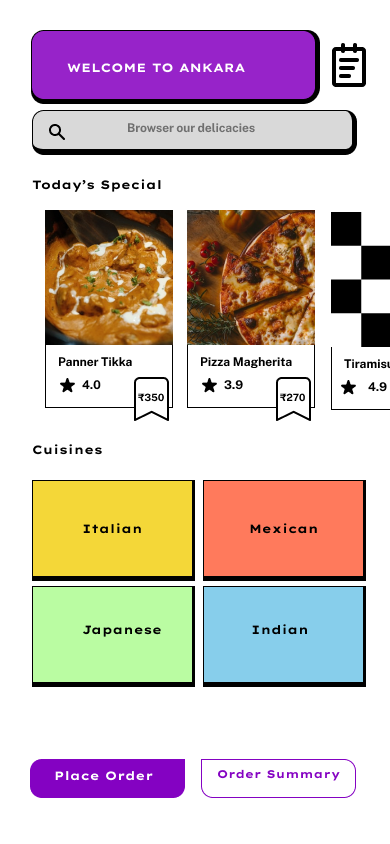 WELCOME TO ANKARA
Browser our delicacies
Today's Special
Panner Tikka
4.0
₹350
Pizza Magherita
3.9
₹270
Tiramisu
4.9
Cuisines
Italian
Mexican
Japanese
Indian
Place Order
Order Summary